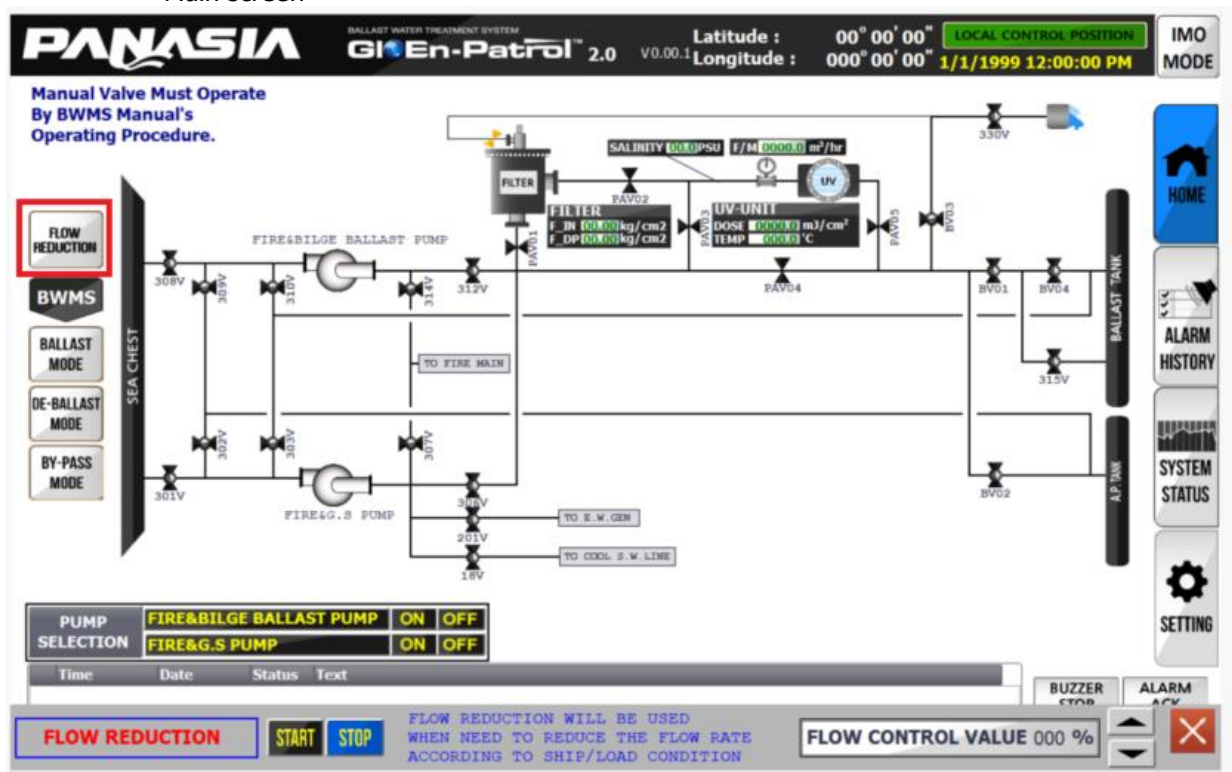 Main Screen
PANASIA
BALLAST WATER TREATMENT SYSTEM
GloEn-Patrol™ 2.0
V0.00.1
Latitude : 00° 00' 00"
Longitude : 000° 00' 00"
LOCAL CONTROL POSITION
1/1/1999 12:00:00 PM
IMO
MODE
Manual Valve Must Operate
By BWMS Manual's
Operating Procedure.
330V
SALINITY 00.0 PSU
F/M 0000.0 m³/hr
FILTER
UV
PAV02
FILTER
F_IN 00.00 kg/cm2
F_DP 00.00 kg/cm2
PAV03
UV-UNIT
DOSE 0000.0 mJ/cm²
TEMP 000.0 °C
PAV05
BV03
PAV01
HOME
FLOW
REDUCTION
FIRE&BILGE BALLAST PUMP
308V
309V
310V
314V
312V
PAV04
BV01
BV04
BALLAST TANK
BWMS
BALLAST
MODE
SEA CHEST
TO FIRE MAIN
315V
ALARM
HISTORY
DE-BALLAST
MODE
302V
303V
307V
BY-PASS
MODE
301V
FIRE&G.S PUMP
306V
BV02
A.P. TANK
SYSTEM
STATUS
201V
TO E.W.GEN
18V
TO COOL S.W.LINE
SETTING
PUMP
SELECTION
FIRE&BILGE BALLAST PUMP ON OFF
FIRE&G.S PUMP ON OFF
Time Date Status Text
BUZZER
STOP
ALARM
ACK
FLOW REDUCTION
START
STOP
FLOW REDUCTION WILL BE USED
WHEN NEED TO REDUCE THE FLOW RATE
ACCORDING TO SHIP/LOAD CONDITION
FLOW CONTROL VALUE 000 %